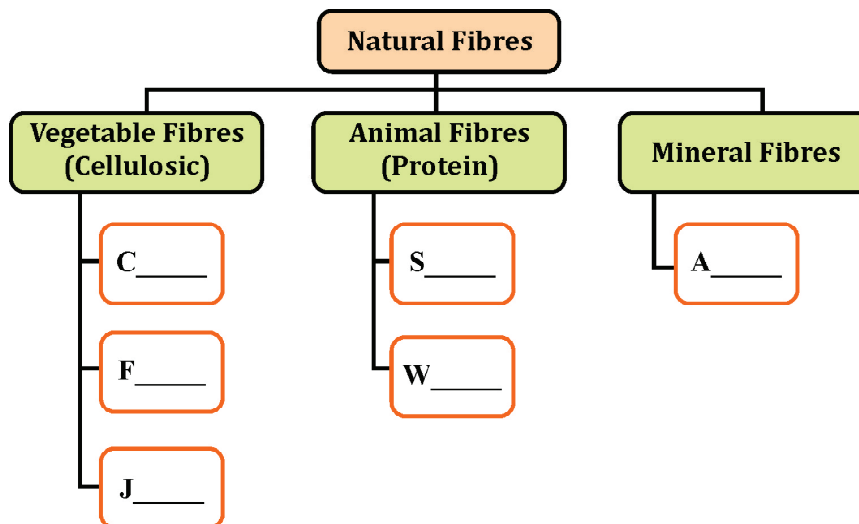 Natural Fibres
Vegetable Fibres
(Cellulosic)
Animal Fibres
(Protein)
Mineral Fibres
C_____
S_____
A_____
F_____
W_____
J_____